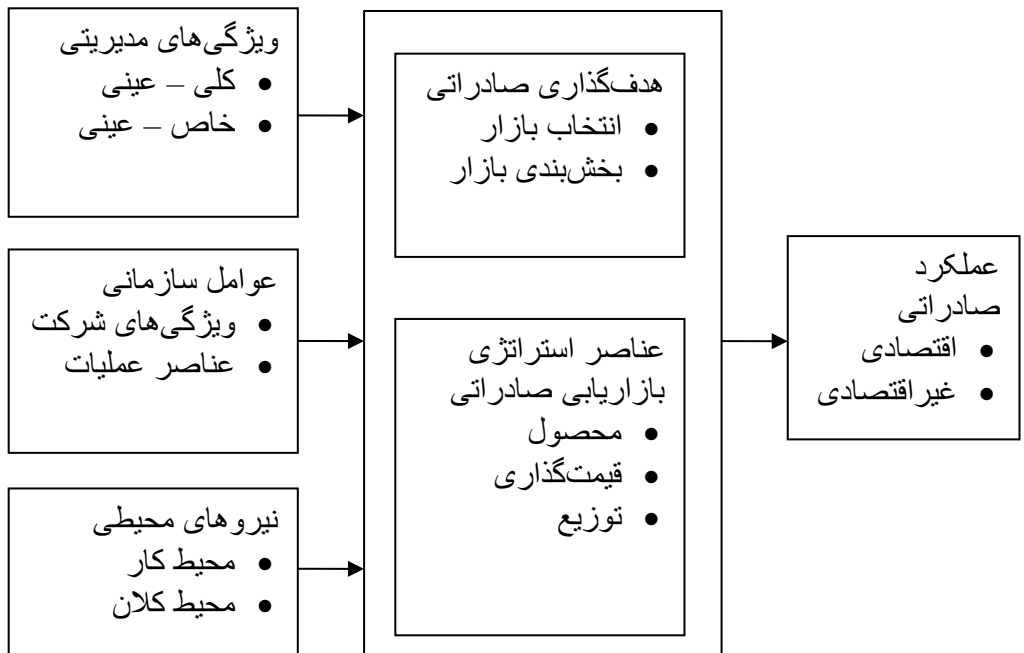 ویژگی‌های مدیریتی
• کلی – عینی
• خاص – عینی
عوامل سازمانی
• ویژگی‌های شرکت
• عناصر عملیات
نیروهای محیطی
• محیط کار
• محیط کلان
هدف‌گذاری صادراتی
• انتخاب بازار
• بخش‌بندی بازار
عناصر استراتژی
بازاریابی صادراتی
• محصول
• قیمت‌گذاری
• توزیع
عملکرد
صادراتی
• اقتصادی
• غیراقتصادی